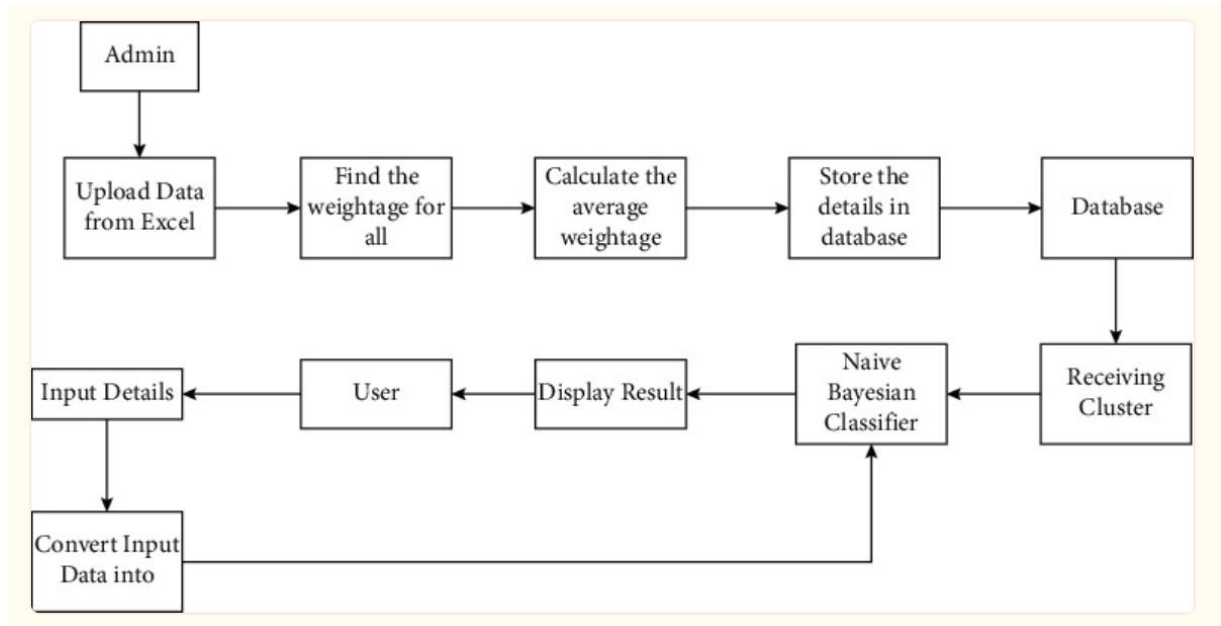 Admin
Upload Data
from Excel
Find the
weightage for
all
Calculate the
average
weightage
Store the
details in
database
Database
Receiving
Cluster
Naive
Bayesian
Classifier
Display Result
User
Input Details
Convert Input
Data into